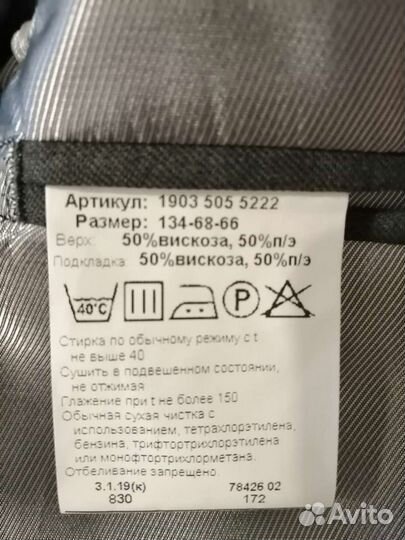 Артикул: 1903 505 5222
Размер: 134-68-66
Верх: 50%вискоза, 50%п/э
Подкладка: 50%вискоза, 50%п/э
40°C P
Стирка по обычному режиму с t
не выше 40
Сушить в подвешенном состоянии,
не отжимая
Глажение при t не более 150
Обычная сухая чистка с
использованием, тетрахлорэтилена,
бензина, трифтортрихлорэтилена
или монофтортрихлорметана.
Отбеливание запрещено.
3.1.19(к) 78426 02
830 172
Avito